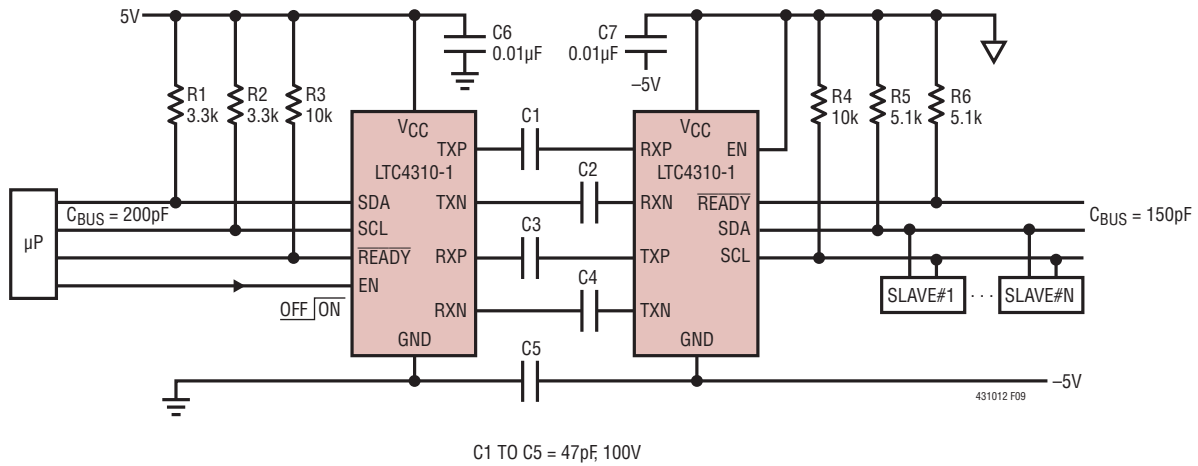 5V
C6
0.01µF
C7
0.01µF
–5V
R1
3.3k
R2
3.3k
R3
10k
R4
10k
R5
5.1k
R6
5.1k
VCC
TXP
LTC4310-1
SDA
TXN
SCL
READY
RXP
EN
RXN
GND
C1
C2
C3
C4
C5
VCC
RXP
EN
LTC4310-1
RXN
READY
SDA
TXP
SCL
TXN
GND
µP
CBUS = 200pF
OFF ON
CBUS = 150pF
SLAVE#1 · · · SLAVE#N
–5V
431012 F09
C1 TO C5 = 47pF, 100V